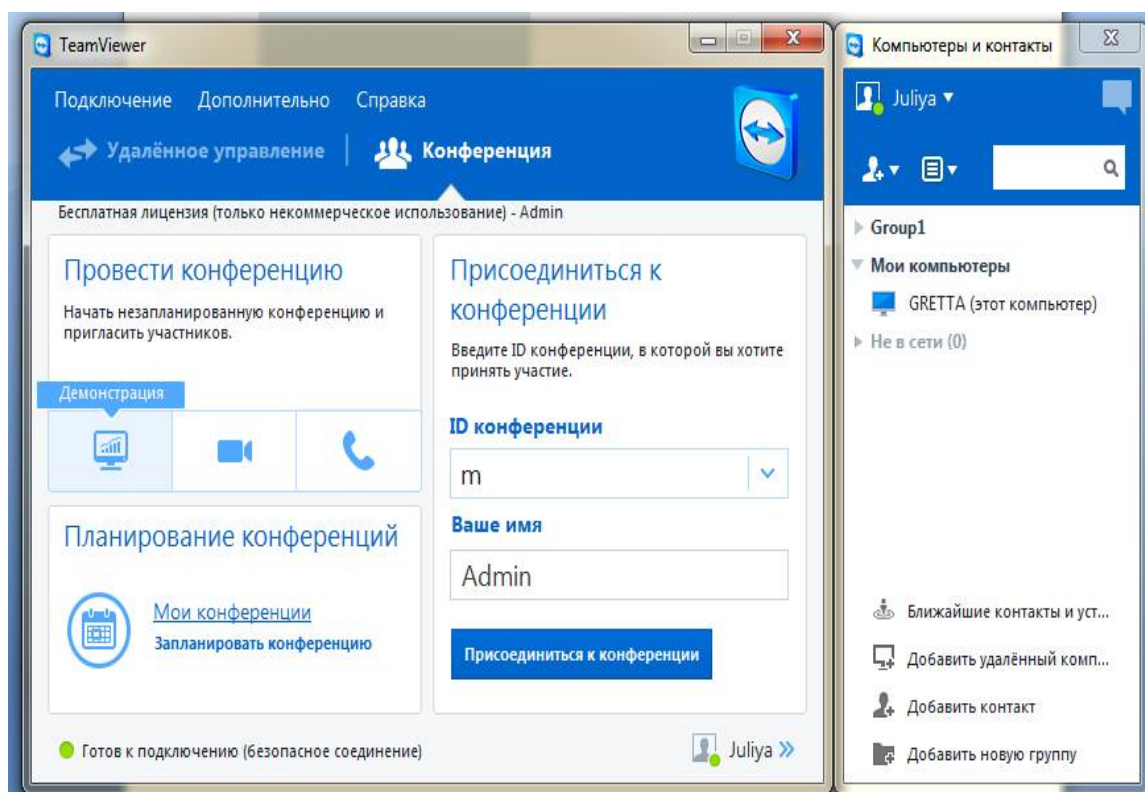 TeamViewer
Подключение Дополнительно Справка
Удалённое управление Конференция
Бесплатная лицензия (только некоммерческое использование) - Admin
Провести конференцию
Начать незапланированную конференцию и
пригласить участников.
Демонстрация
Планирование конференций
Мои конференции
Запланировать конференцию
Присоединиться к
конференции
Введите ID конференции, в которой вы хотите
принять участие.
ID конференции
m
Ваше имя
Admin
Присоединиться к конференции
Готов к подключению (безопасное соединение)
Juliya
Компьютеры и контакты
Juliya
Group1
Мои компьютеры
GRETTA (этот компьютер)
Не в сети (0)
Ближайшие контакты и уст...
Добавить удалённый комп...
Добавить контакт
Добавить новую группу